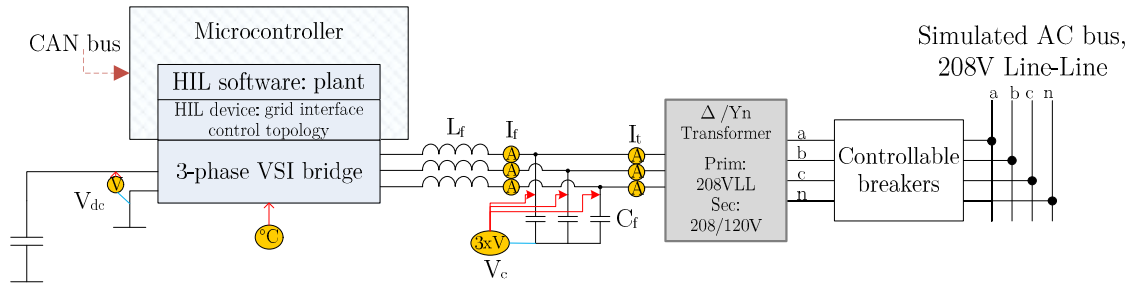 Microcontroller
CAN bus
HIL software: plant
HIL device: grid interface
control topology
3-phase VSI bridge
V
Vdc
°C
Lf
If
A
A
A
It
A
A
A
3xV
Vc
Cf
Δ /Yn
Transformer
Prim:
208VLL
Sec:
208/120V
a
b
c
n
Controllable
breakers
Simulated AC bus,
208V Line-Line
a b c n